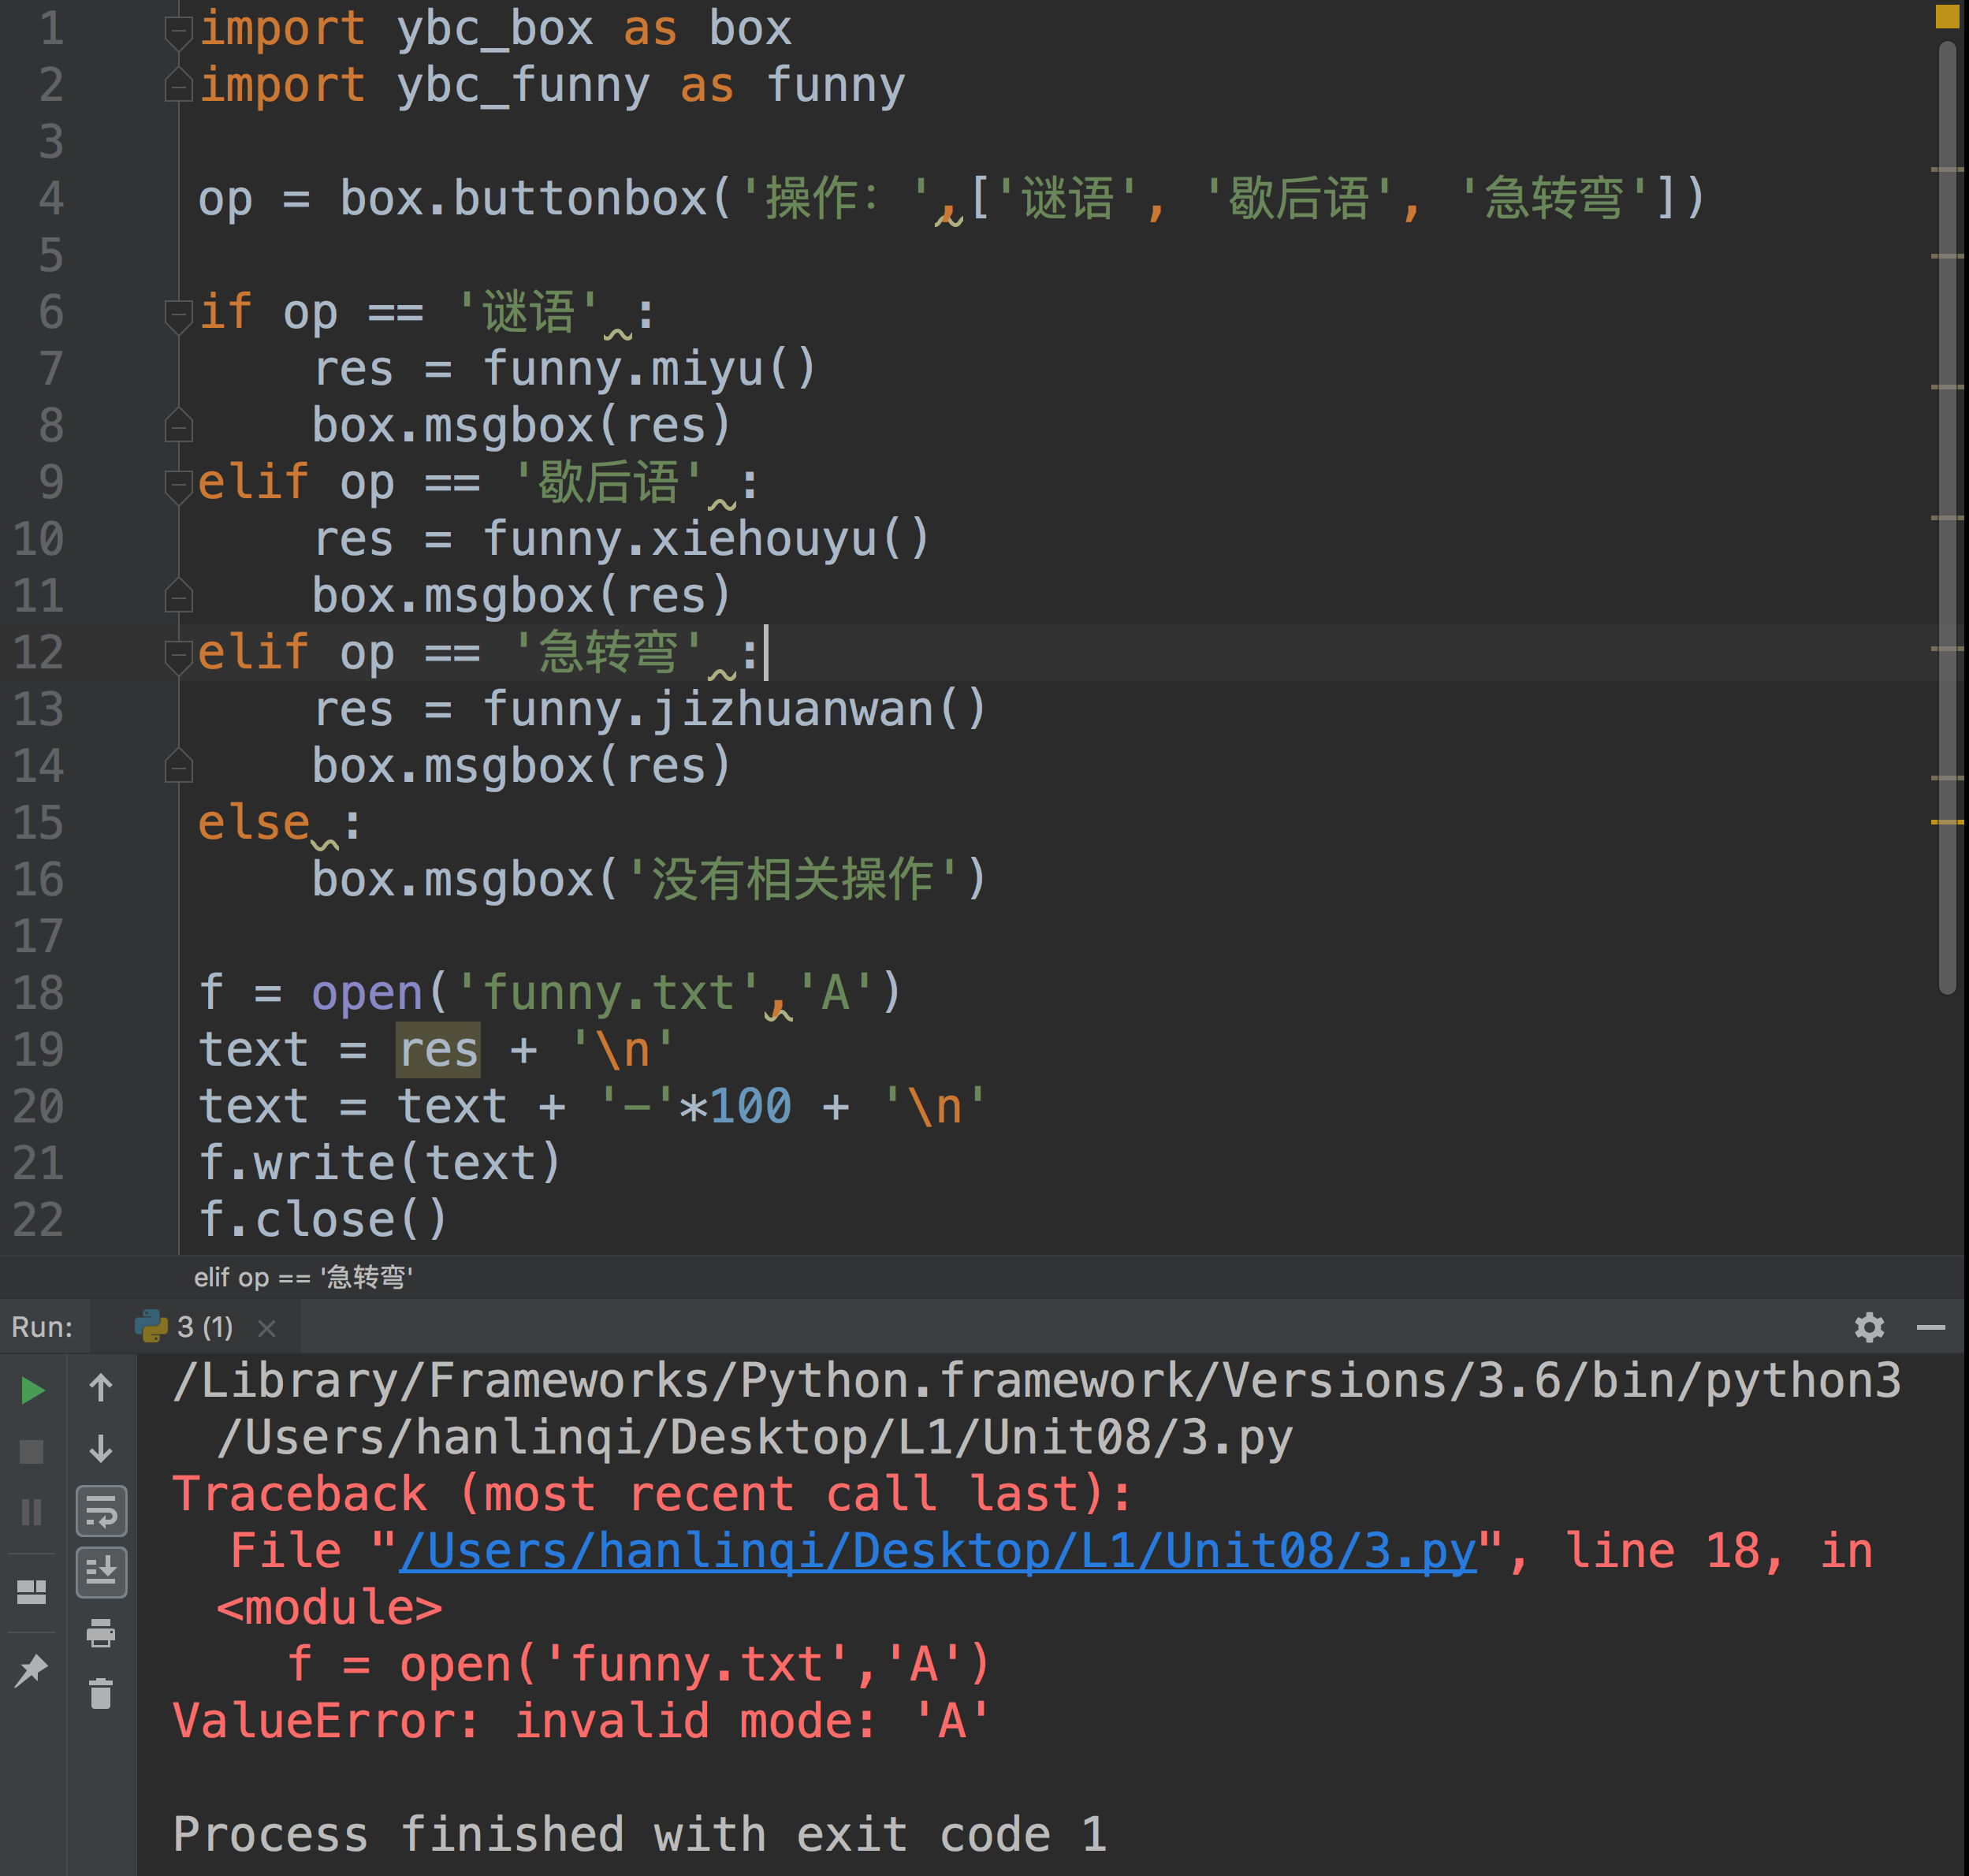 1 import ybc_box as box
2 import ybc_funny as funny
3
4 op = box.buttonbox('操作：',['谜语', '歇后语', '急转弯'])
5
6 if op == '谜语' :
7     res = funny.miyu()
8     box.msgbox(res)
9 elif op == '歇后语' :
10     res = funny.xiehouyu()
11     box.msgbox(res)
12 elif op == '急转弯' :
13     res = funny.jizhuanwan()
14     box.msgbox(res)
15 else :
16     box.msgbox('没有相关操作')
17
18 f = open('funny.txt','A')
19 text = res + '\n'
20 text = text + '-'*100 + '\n'
21 f.write(text)
22 f.close()
elif op == '急转弯'
Run: 3 (1)
/Library/Frameworks/Python.framework/Versions/3.6/bin/python3
/Users/hanlinqi/Desktop/L1/Unit08/3.py
Traceback (most recent call last):
File "/Users/hanlinqi/Desktop/L1/Unit08/3.py", line 18, in
<module>
f = open('funny.txt','A')
ValueError: invalid mode: 'A'
Process finished with exit code 1